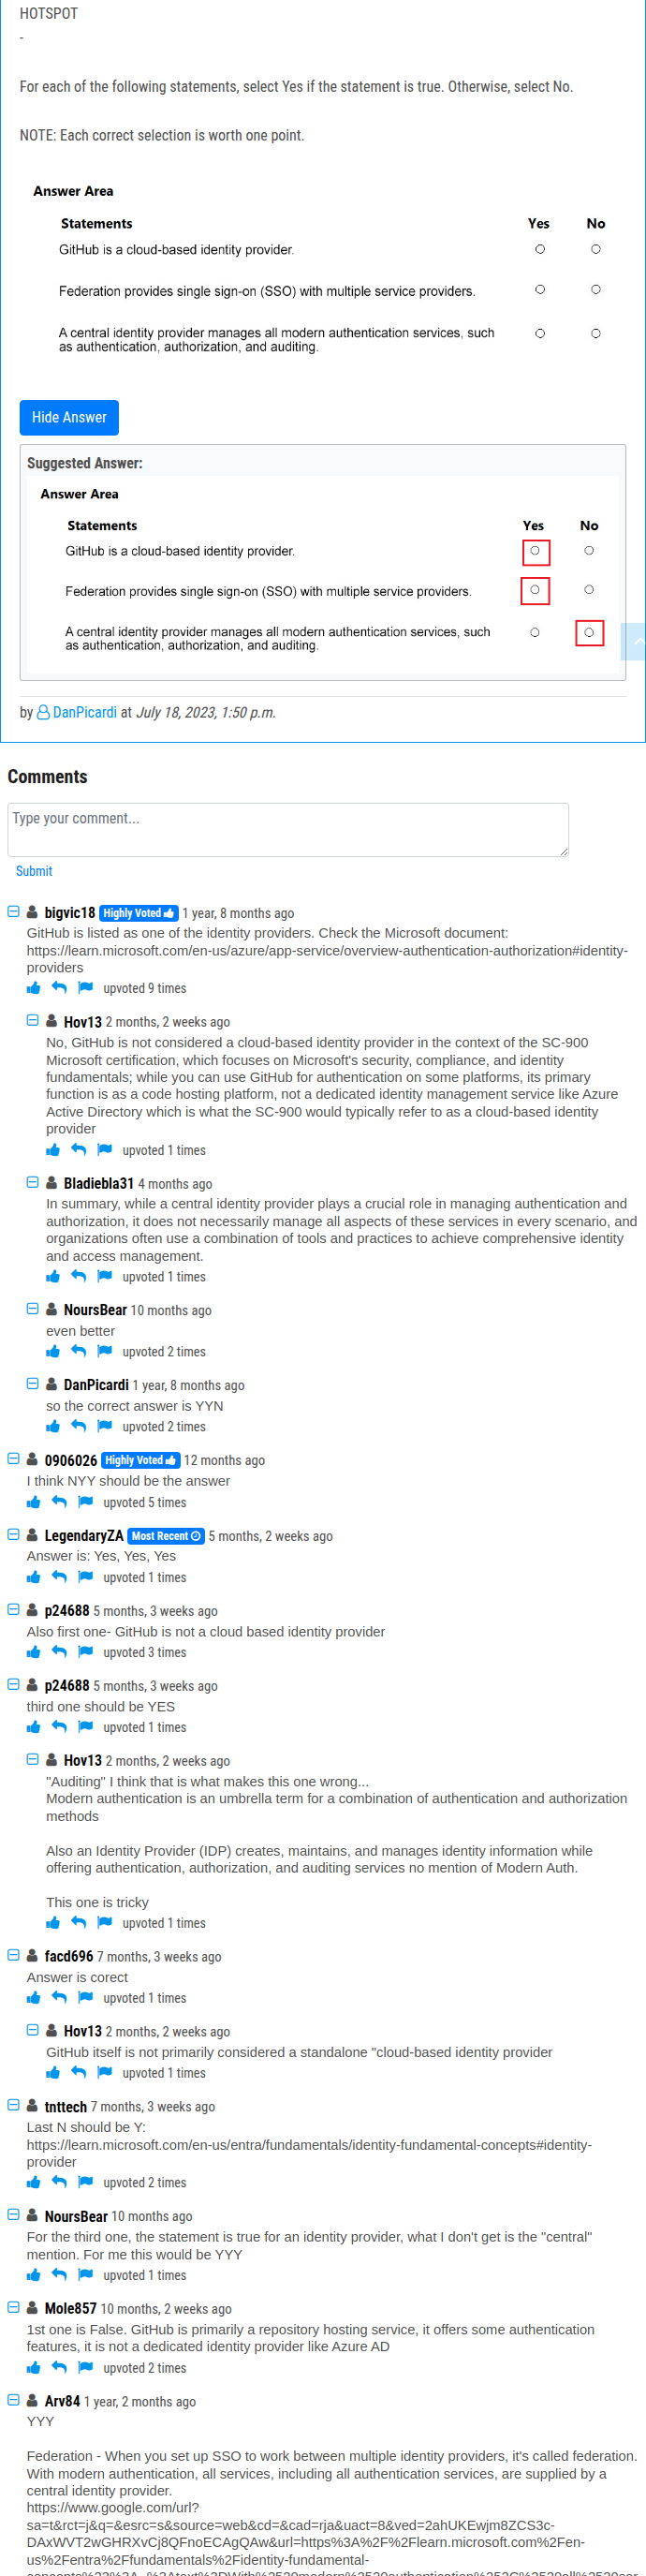 HOTSPOT
-
For each of the following statements, select Yes if the statement is true. Otherwise, select No.
NOTE: Each correct selection is worth one point.
Answer Area
Statements Yes No
GitHub is a cloud-based identity provider.
Federation provides single sign-on (SSO) with multiple service providers.
A central identity provider manages all modern authentication services, such
as authentication, authorization, and auditing.
Hide Answer
Suggested Answer:
Answer Area
Statements Yes No
GitHub is a cloud-based identity provider.
Federation provides single sign-on (SSO) with multiple service providers.
A central identity provider manages all modern authentication services, such
as authentication, authorization, and auditing.
by DanPicardi at July 18, 2023, 1:50 p.m.
Comments
Type your comment...
Submit
bigvic18 Highly Voted 1 year, 8 months ago
GitHub is listed as one of the identity providers. Check the Microsoft document:
https://learn.microsoft.com/en-us/azure/app-service/overview-authentication-authorization#identity-
providers
upvoted 9 times
Hov13 2 months, 2 weeks ago
No, GitHub is not considered a cloud-based identity provider in the context of the SC-900
Microsoft certification, which focuses on Microsoft's security, compliance, and identity
fundamentals; while you can use GitHub for authentication on some platforms, its primary
function is as a code hosting platform, not a dedicated identity management service like Azure
Active Directory which is what the SC-900 would typically refer to as a cloud-based identity
provider
upvoted 1 times
Bladiebla31 4 months ago
In summary, while a central identity provider plays a crucial role in managing authentication and
authorization, it does not necessarily manage all aspects of these services in every scenario, and
organizations often use a combination of tools and practices to achieve comprehensive identity
and access management.
upvoted 1 times
NoursBear 10 months ago
even better
upvoted 2 times
DanPicardi 1 year, 8 months ago
so the correct answer is YYN
upvoted 2 times
0906026 Highly Voted 12 months ago
I think NYY should be the answer
upvoted 5 times
LegendaryZA Most Recent 5 months, 2 weeks ago
Answer is: Yes, Yes, Yes
upvoted 1 times
p24688 5 months, 3 weeks ago
Also first one- GitHub is not a cloud based identity provider
upvoted 3 times
p24688 5 months, 3 weeks ago
third one should be YES
upvoted 1 times
Hov13 2 months, 2 weeks ago
"Auditing" I think that is what makes this one wrong...
Modern authentication is an umbrella term for a combination of authentication and authorization
methods
Also an Identity Provider (IDP) creates, maintains, and manages identity information while
offering authentication, authorization, and auditing services no mention of Modern Auth.
This one is tricky
upvoted 1 times
facd696 7 months, 3 weeks ago
Answer is corect
upvoted 1 times
Hov13 2 months, 2 weeks ago
GitHub itself is not primarily considered a standalone "cloud-based identity provider
upvoted 1 times
tnttech 7 months, 3 weeks ago
Last N should be Y:
https://learn.microsoft.com/en-us/entra/fundamentals/identity-fundamental-concepts#identity-
provider
upvoted 2 times
NoursBear 10 months ago
For the third one, the statement is true for an identity provider, what I don't get is the "central"
mention. For me this would be YYY
upvoted 1 times
Mole857 10 months, 2 weeks ago
1st one is False. GitHub is primarily a repository hosting service, it offers some authentication
features, it is not a dedicated identity provider like Azure AD
upvoted 2 times
Arv84 1 year, 2 months ago
YYY
Federation - When you set up SSO to work between multiple identity providers, it's called federation.
With modern authentication, all services, including all authentication services, are supplied by a
central identity provider.
https://www.google.com/url?
sa=t&rct=j&q=&esrc=s&source=web&cd=&cad=rja&uact=8&ved=2ahUKEwjm8ZCS3c-
DAxWVT2wGHRXvCj8QFnoECAgQAw&url=https%3A%2F%2Flearn.microsoft.com%2Fen-
us%2Fentra%2Ffundamentals%2Fidentity-fundamental-